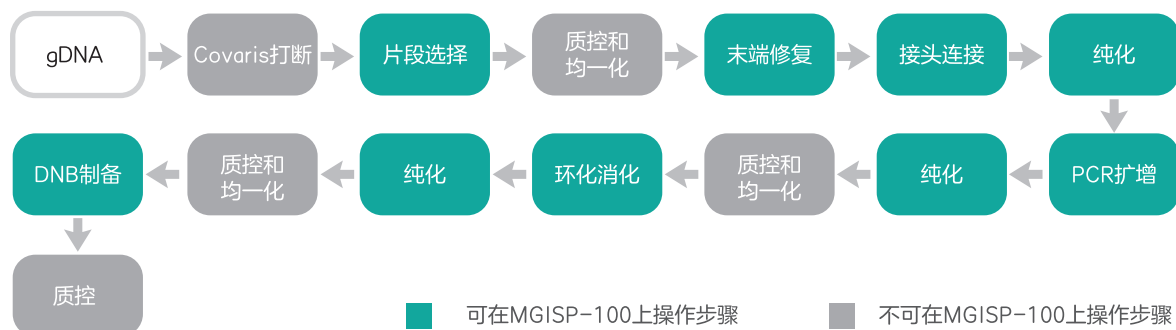 gDNA
Covaris打断
片段选择
质控和
均一化
末端修复
接头连接
纯化
PCR扩增
纯化
质控和
均一化
环化消化
纯化
质控和
均一化
DNB制备
质控
可在MGISP-100上操作步骤
不可在MGISP-100上操作步骤